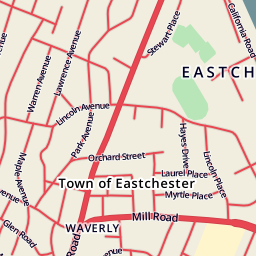 Stewart Place
California Road
Lawrence Avenue
EASTCH
Warren Avenue
Lincoln Avenue
Park Avenue
Hayes Drive
Orchard Street
Lincoln Place
Maple Avenue
Laurel Place
Town of Eastchester
Myrtle Place
Mill Road
Glen Road
WAVERLY
Road